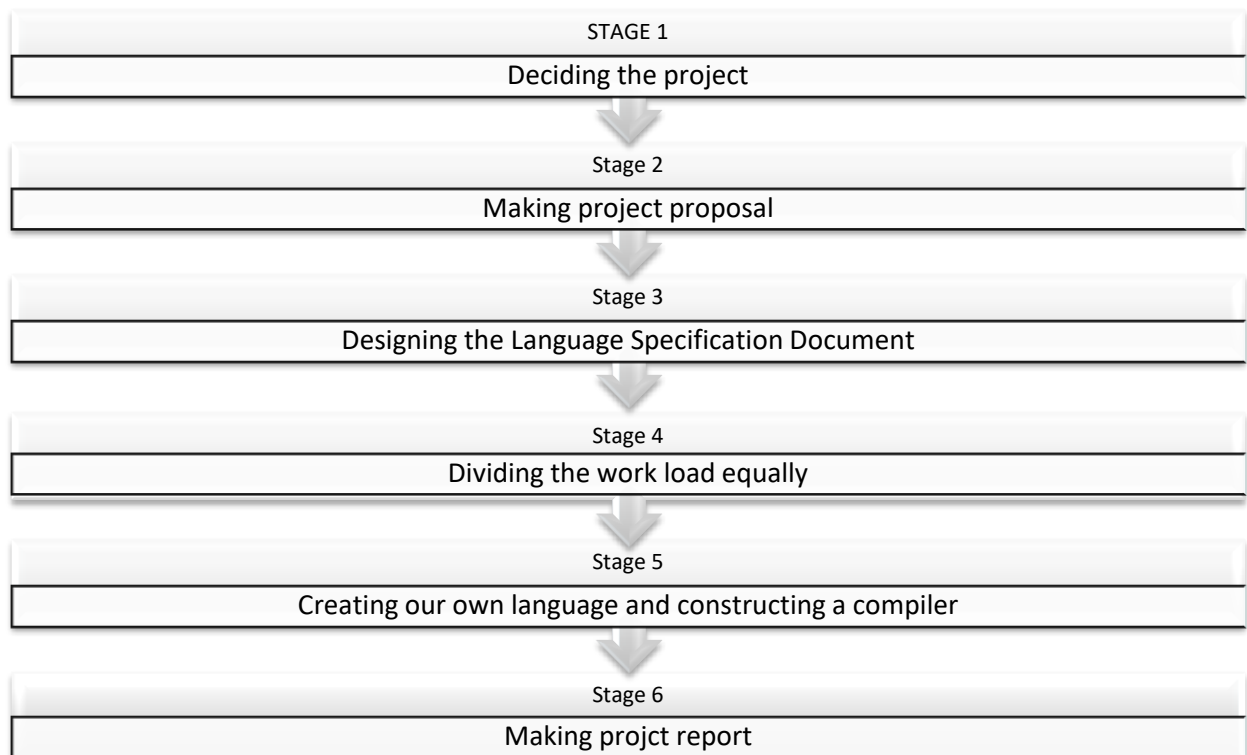 STAGE 1
Deciding the project
Stage 2
Making project proposal
Stage 3
Designing the Language Specification Document
Stage 4
Dividing the work load equally
Stage 5
Creating our own language and constructing a compiler
Stage 6
Making projct report